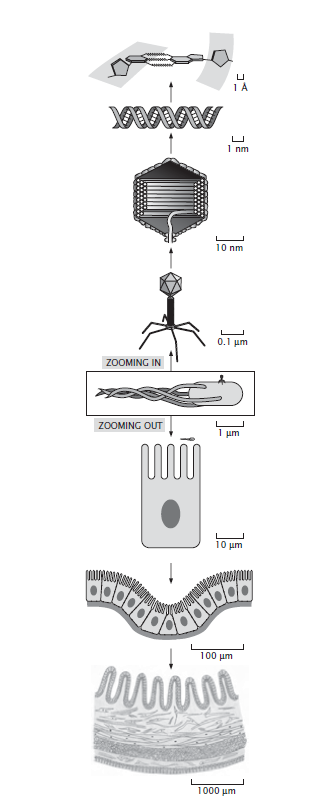 1 Å
1 nm
10 nm
0.1 µm
ZOOMING IN
ZOOMING OUT
1 µm
10 µm
100 µm
1000 µm